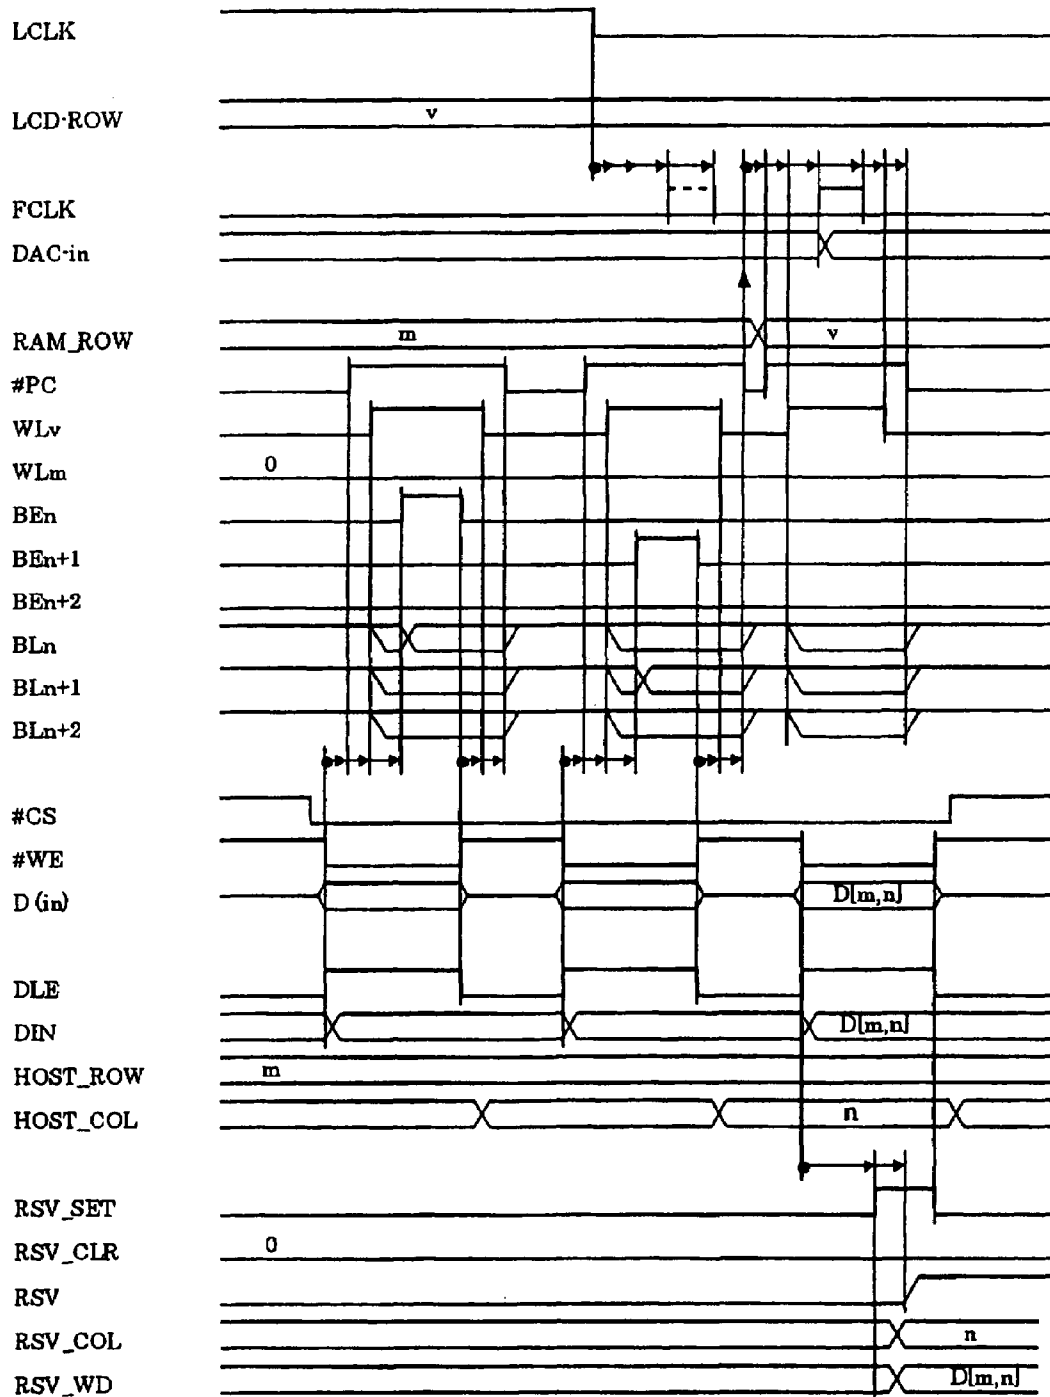 LCLK
LCD·ROW v
FCLK
DAC-in
RAM_ROW m v
#PC
WLv
WLm 0
BEn
BEn+1
BEn+2
BLn
BLn+1
BLn+2
#CS
#WE
D (in) D[m,n]
DLE
DIN D[m,n]
HOST_ROW m
HOST_COL n
RSV_SET
RSV_CLR 0
RSV
RSV_COL n
RSV_WD D[m,n]